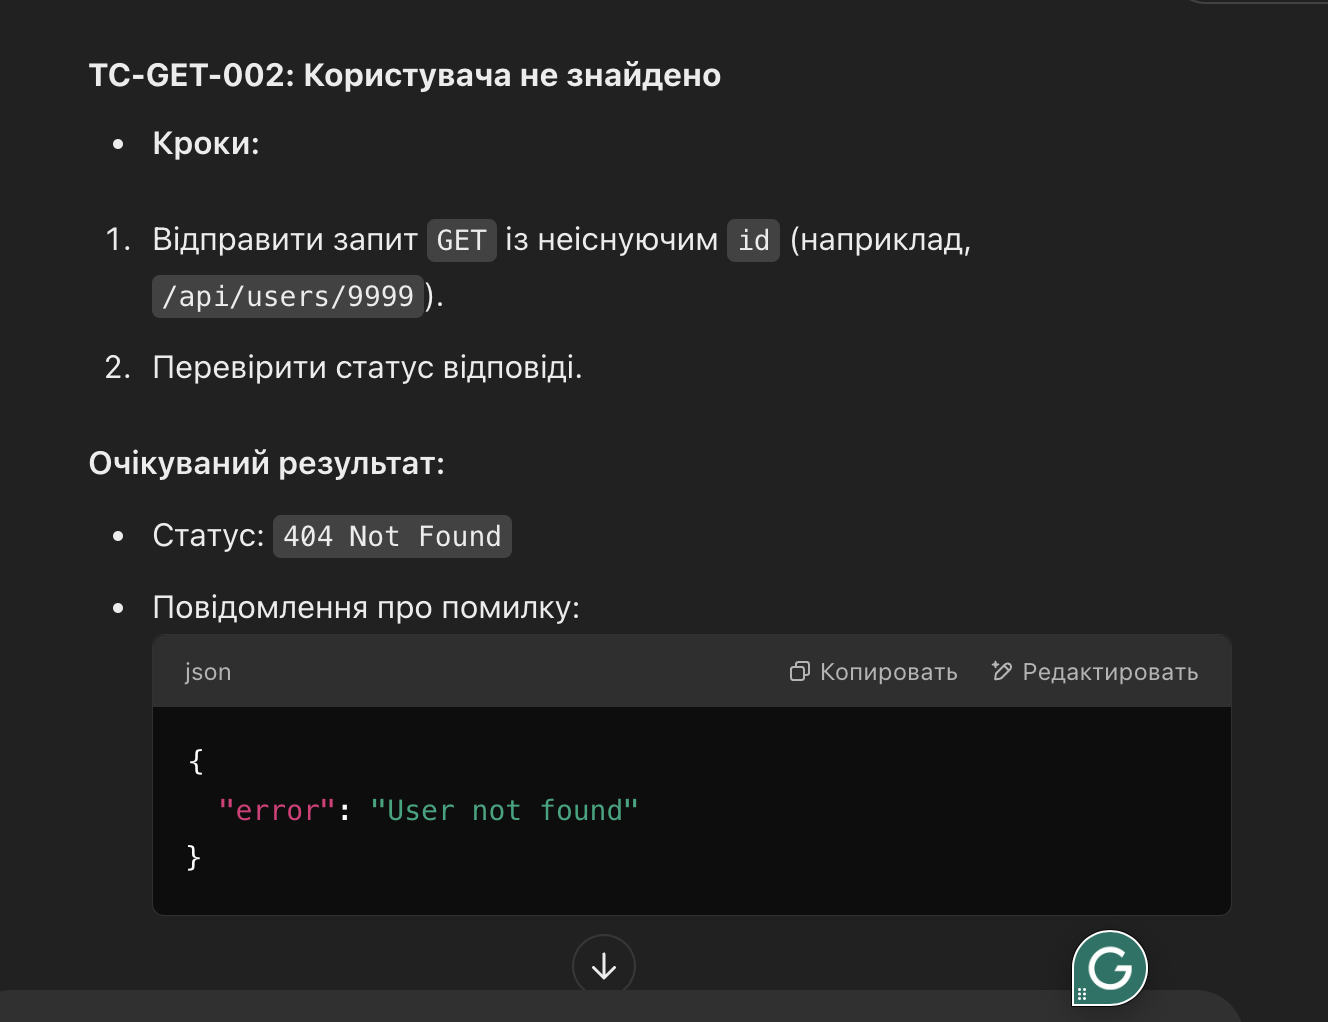 TC-GET-002: Користувача не знайдено
• Кроки:
1. Відправити запит GET із неіснуючим id (наприклад,
/api/users/9999).
2. Перевірити статус відповіді.
Очікуваний результат:
• Статус: 404 Not Found
• Повідомлення про помилку:
json Копировать Редактировать
{
"error": "User not found"
}
G